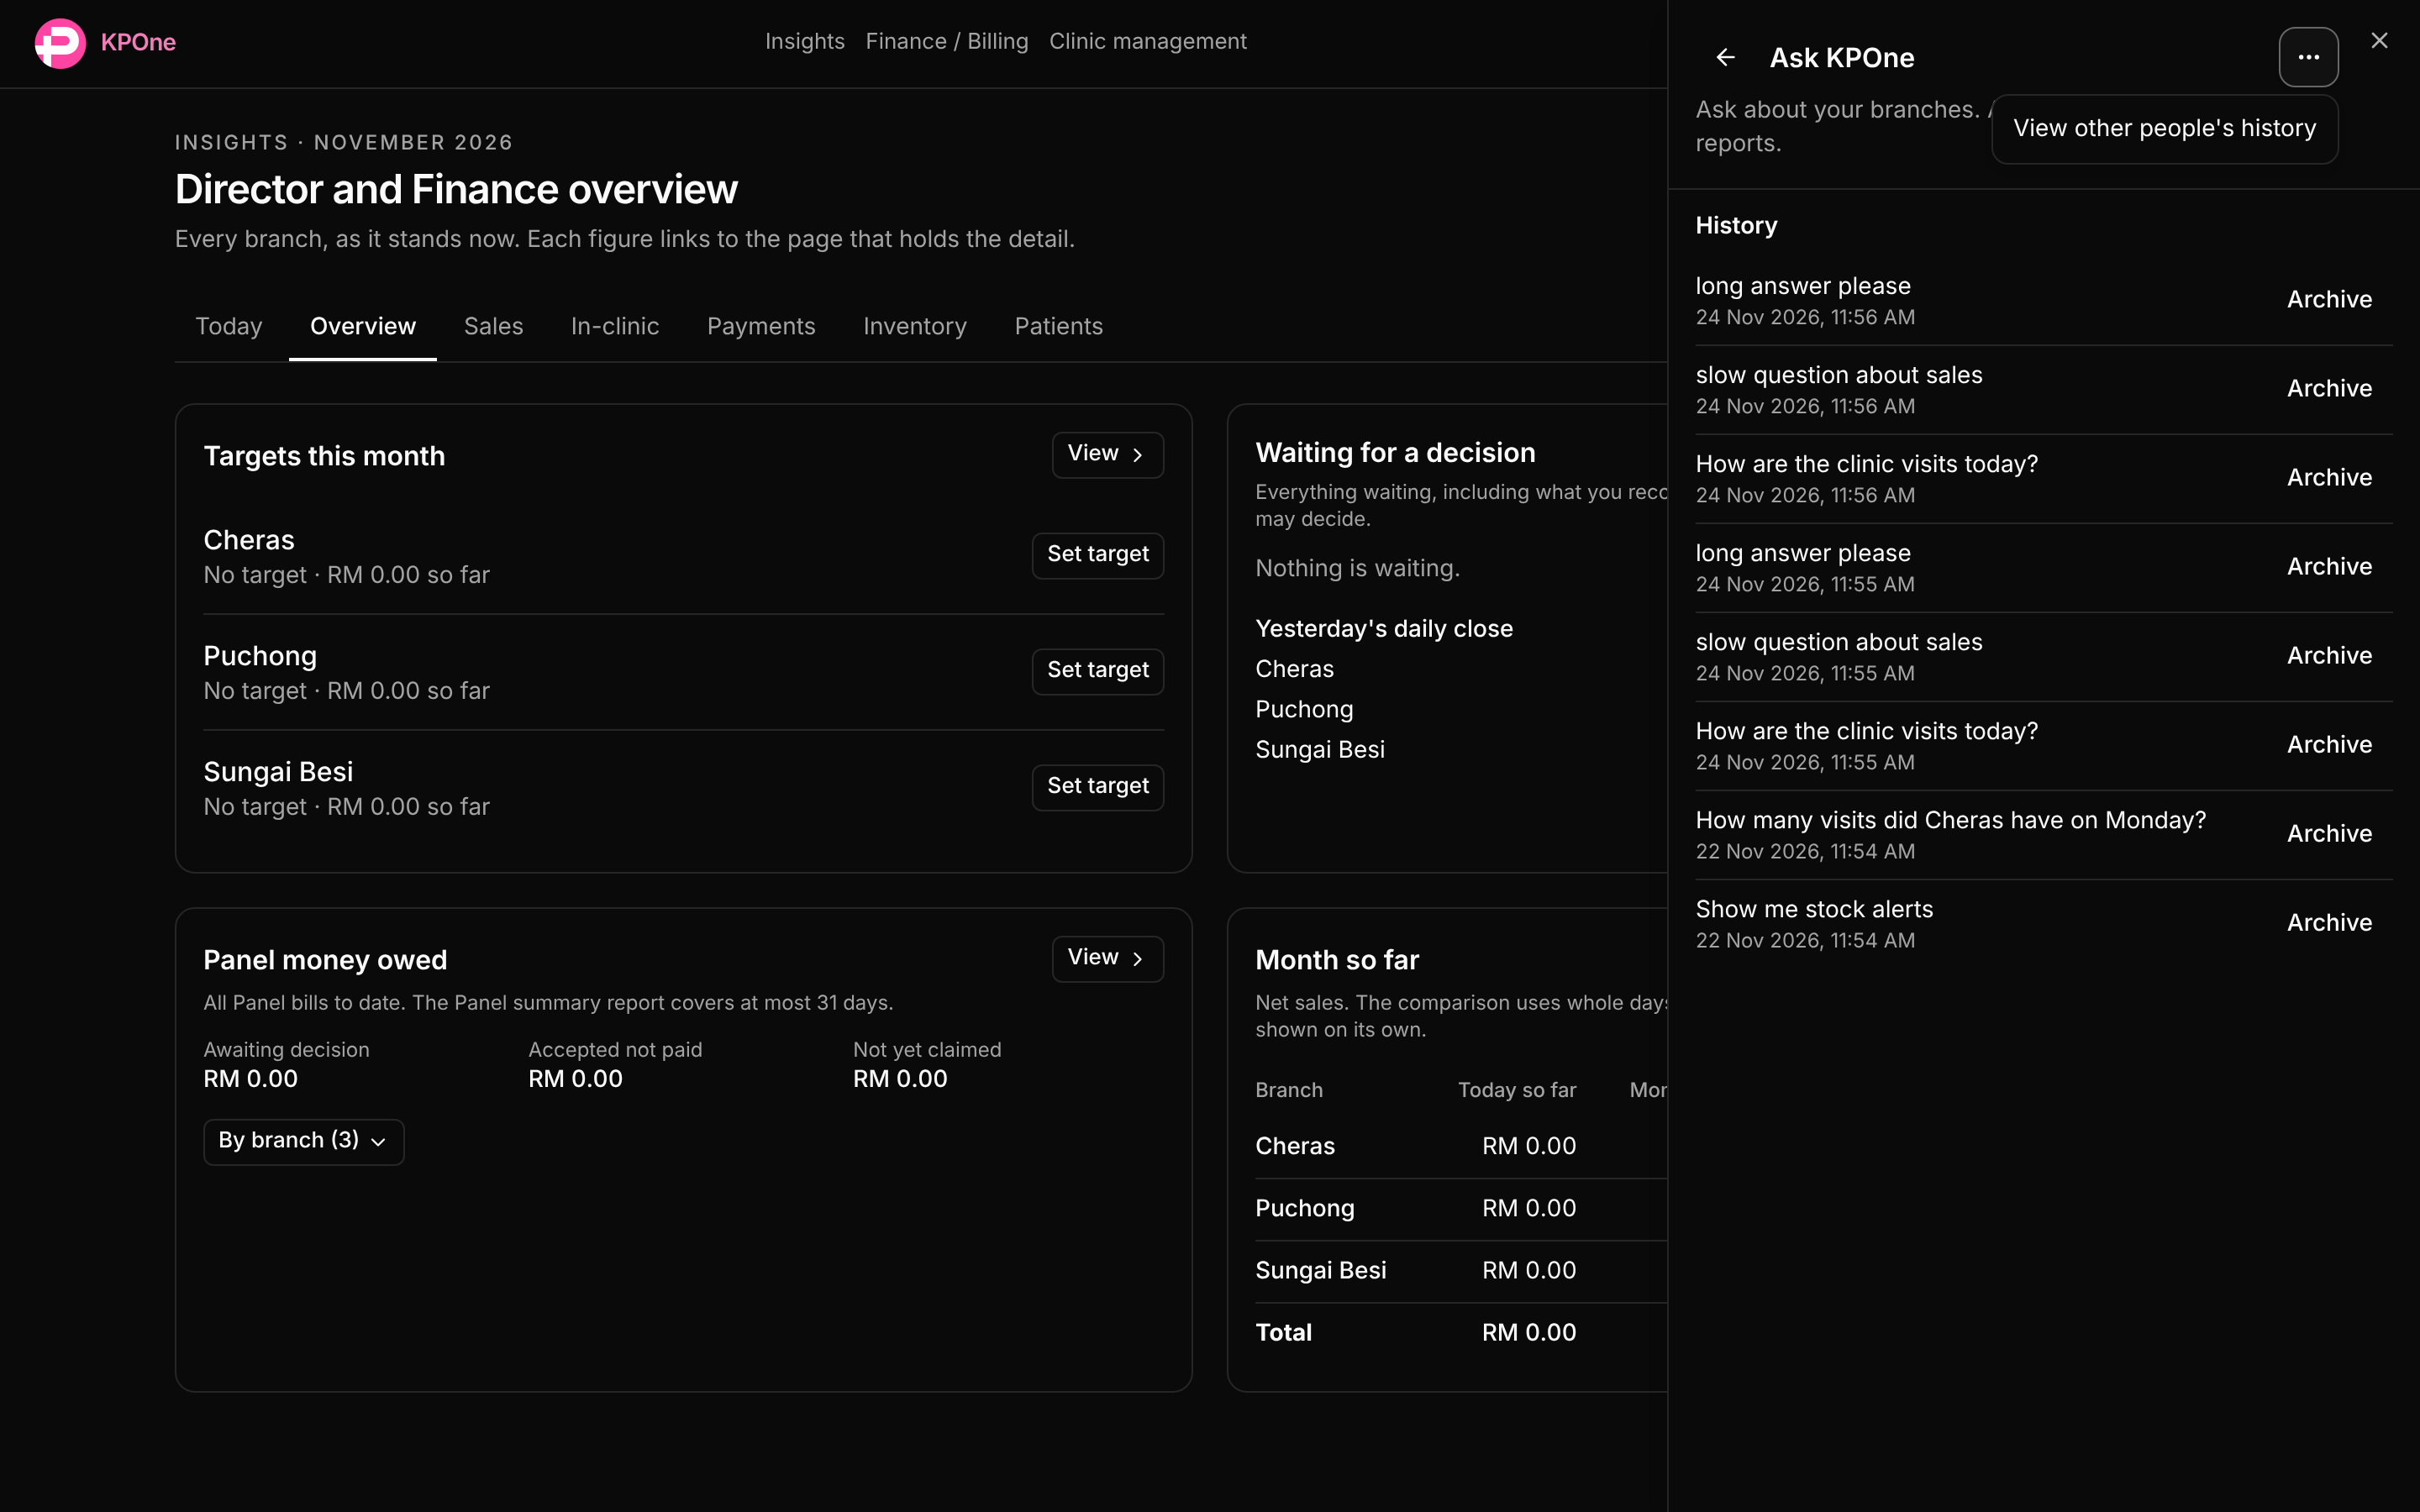 KPOne
Insights Finance / Billing Clinic management
INSIGHTS · NOVEMBER 2026
Director and Finance overview
Every branch, as it stands now. Each figure links to the page that holds the detail.
Today Overview Sales In-clinic Payments Inventory Patients
Targets this month
View
Cheras
No target · RM 0.00 so far
Set target
Puchong
No target · RM 0.00 so far
Set target
Sungai Besi
No target · RM 0.00 so far
Set target
Waiting for a decision
Everything waiting, including what you
may decide.
Nothing is waiting.
Yesterday's daily close
Cheras
Puchong
Sungai Besi
Panel money owed
View
All Panel bills to date. The Panel summary report covers at most 31 days.
Awaiting decision Accepted not paid Not yet claimed
RM 0.00 RM 0.00 RM 0.00
By branch (3)
Month so far
Net sales. The comparison uses whole days
shown on its own.
Branch Today so far
Cheras RM 0.00
Puchong RM 0.00
Sungai Besi RM 0.00
Total RM 0.00
Ask KPOne
Ask about your branches.
reports.
View other people's history
History
long answer please
24 Nov 2026, 11:56 AM
Archive
slow question about sales
24 Nov 2026, 11:56 AM
Archive
How are the clinic visits today?
24 Nov 2026, 11:56 AM
Archive
long answer please
24 Nov 2026, 11:55 AM
Archive
slow question about sales
24 Nov 2026, 11:55 AM
Archive
How are the clinic visits today?
24 Nov 2026, 11:55 AM
Archive
How many visits did Cheras have on Monday?
22 Nov 2026, 11:54 AM
Archive
Show me stock alerts
22 Nov 2026, 11:54 AM
Archive